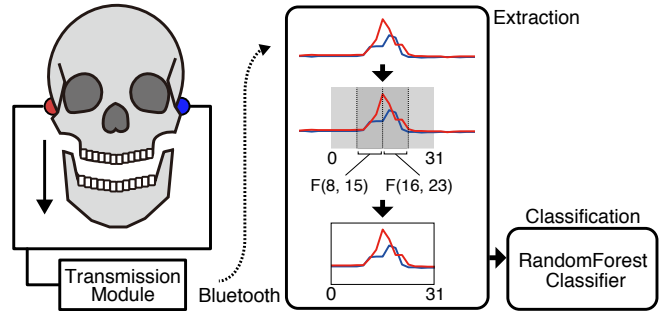 Extraction
0
31
F(8, 15)
F(16, 23)
Classification
RandomForest
Classifier
Transmission
Module
Bluetooth
0
31